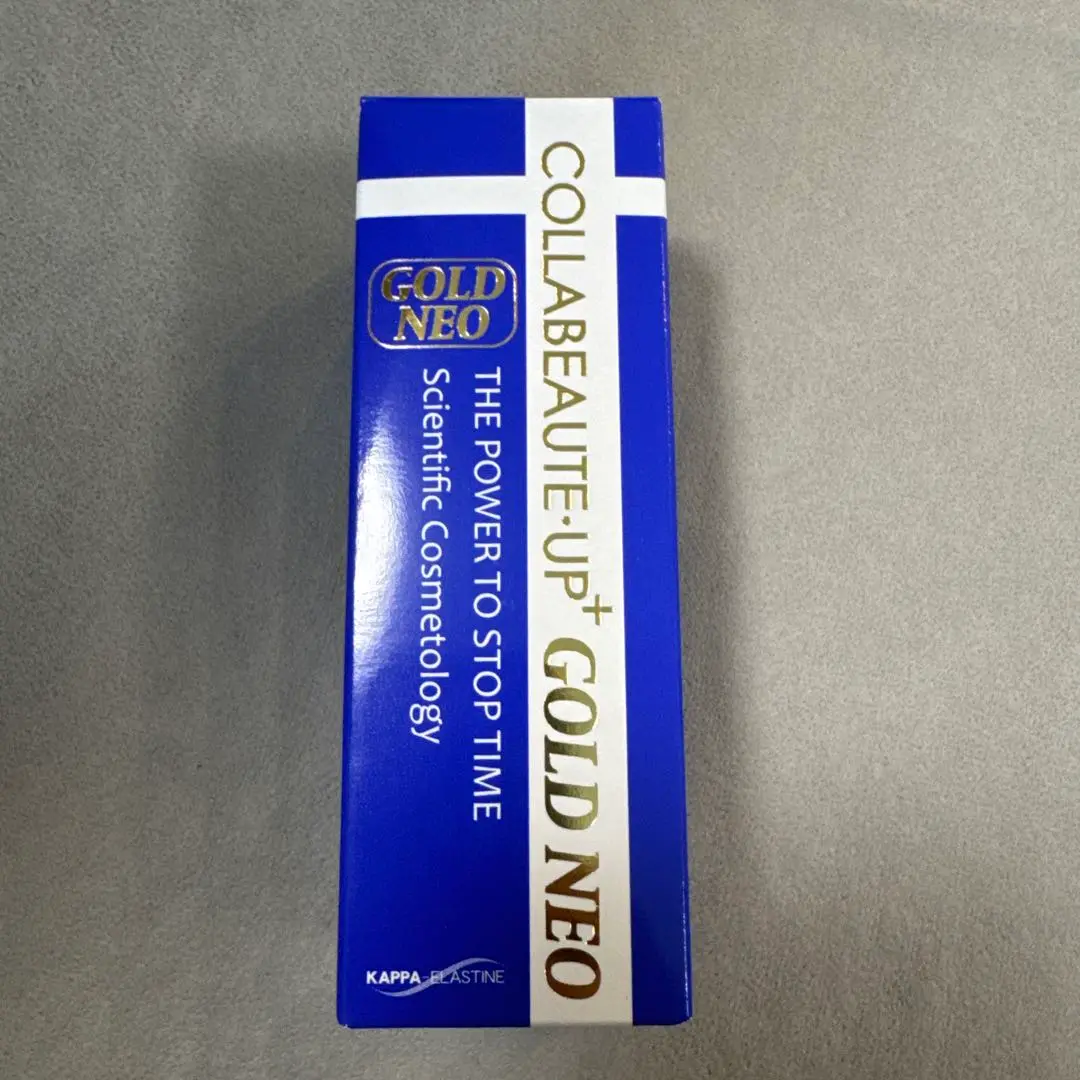 COLLABEAUTE·UP+ GOLD NEO
GOLD
NEO
THE POWER TO STOP TIME
Scientific Cosmetology
KAPPA-ELASTINE